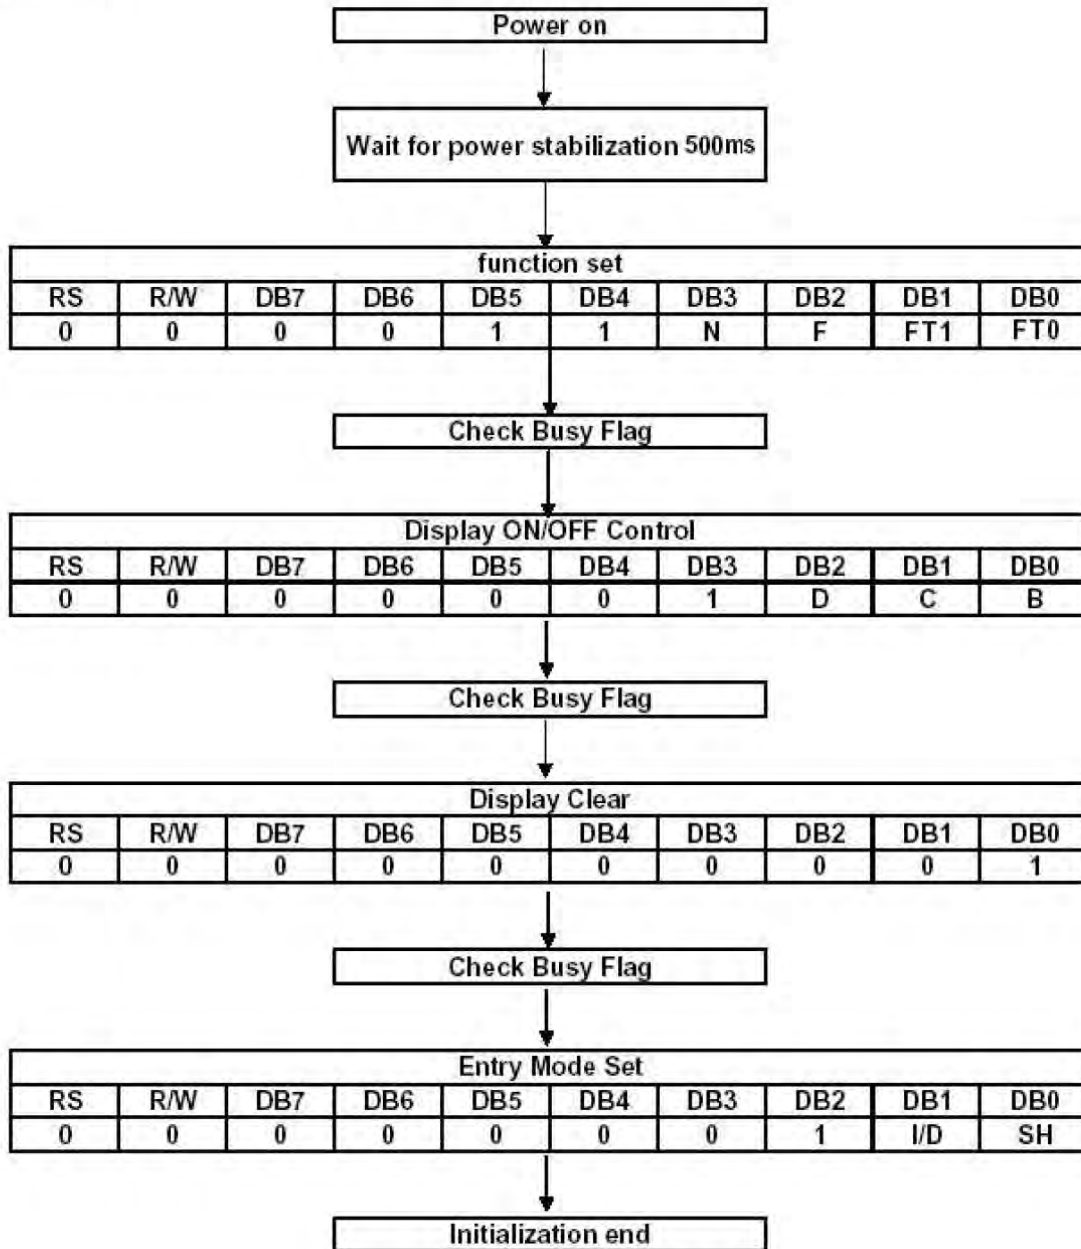 Power on
Wait for power stabilization 500ms
function set
RS R/W DB7 DB6 DB5 DB4 DB3 DB2 DB1 DB0
0 0 0 0 1 1 N F FT1 FT0
Check Busy Flag
Display ON/OFF Control
RS R/W DB7 DB6 DB5 DB4 DB3 DB2 DB1 DB0
0 0 0 0 0 0 1 D C B
Check Busy Flag
Display Clear
RS R/W DB7 DB6 DB5 DB4 DB3 DB2 DB1 DB0
0 0 0 0 0 0 0 0 0 1
Check Busy Flag
Entry Mode Set
RS R/W DB7 DB6 DB5 DB4 DB3 DB2 DB1 DB0
0 0 0 0 0 0 0 1 I/D SH
Initialization end